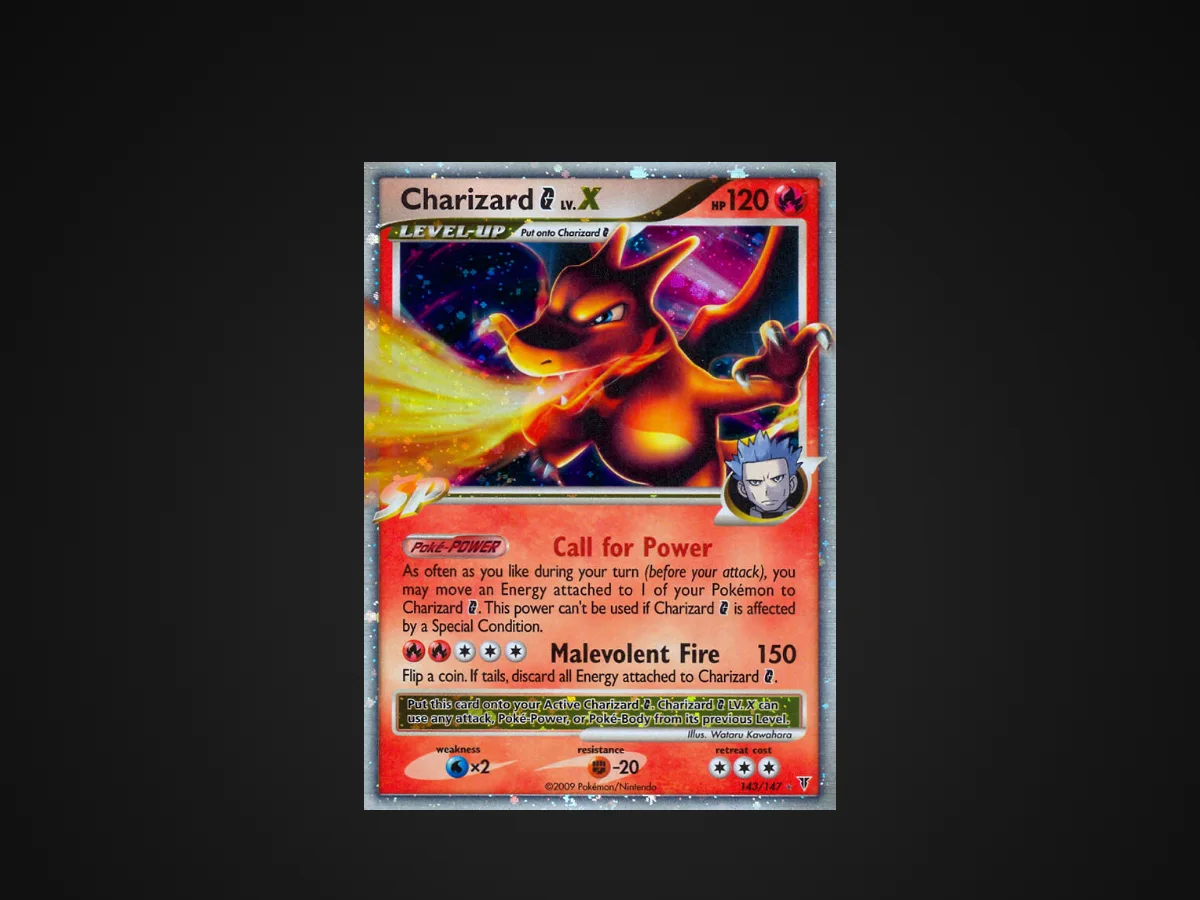 Charizard G LV.X HP 120
LEVEL-UP Put onto Charizard G
SP
Poké-POWER Call for Power
As often as you like during your turn (before your attack), you
may move an Energy attached to 1 of your Pokémon to
Charizard G. This power can't be used if Charizard G is affected
by a Special Condition.
Malevolent Fire 150
Flip a coin. If tails, discard all Energy attached to Charizard G.
Put this card onto your Active Charizard G. Charizard G LV.X can
use any attack, Poké-Power, or Poké-Body from its previous Level.
Illus. Wataru Kawahara
weakness resistance retreat cost
×2 -20
©2009 Pokémon/Nintendo 143/147